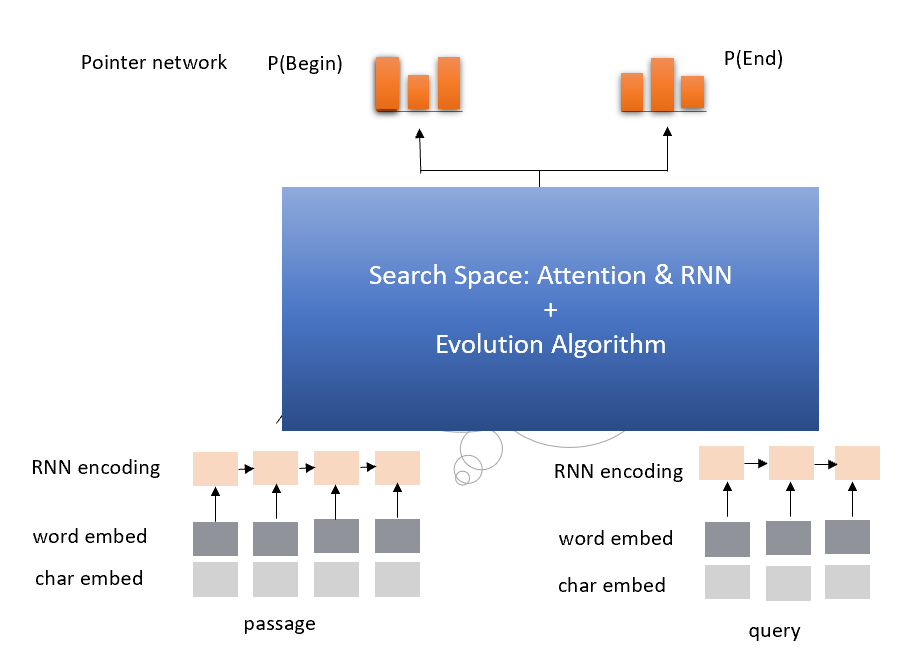 Pointer network
P(Begin)
P(End)
Search Space: Attention & RNN
+
Evolution Algorithm
RNN encoding
word embed
char embed
passage
RNN encoding
word embed
char embed
query